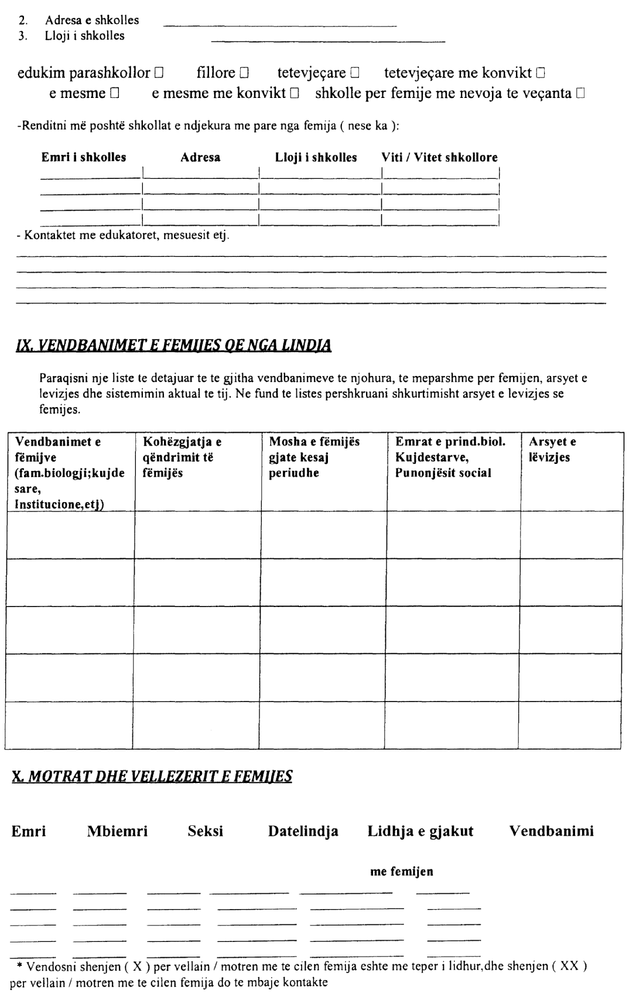 2. Adresa e shkolles
3. Lloji i shkolles
edukim parashkollor □ fillore □ tetevjeçare □ tetevjeçare me konvikt □
e mesme □ e mesme me konvikt □ shkolle per femije me nevoja te veçanta □
-Renditni më poshtë shkollat e ndjekura me pare nga femija ( nese ka ):
Emri i shkolles Adresa Lloji i shkolles Viti / Vitet shkollore
- Kontaktet me edukatoret, mesuesit etj.
IX. VENDBANIMET E FEMIJES QE NGA LINDJA
Paraqisni nje liste te detajuar te te gjitha vendbanimeve te njohura, te meparshme per femijen, arsyet e
levizjes dhe sistemimin aktual te tij. Ne fund te listes pershkruani shkurtimisht arsyet e levizjes se
femijes.
Vendbanimet e
fëmijve
(fam.biologji;kujde
sare,
Institucione,etj)
Kohëzgjatja e
qëndrimit të
fëmijës
Mosha e fëmijës
gjate kesaj
periudhe
Emrat e prind.biol.
Kujdestarve,
Punonjësit social
Arsyet e
lëvizjes
X. MOTRAT DHE VELLEZERIT E FEMIJES
Emri Mbiemri Seksi Datelindja Lidhja e gjakut Vendbanimi
me femijen
* Vendosni shenjen ( X ) per vellain / motren me te cilen femija eshte me teper i lidhur,dhe shenjen ( XX )
per vellain / motren me te cilen femija do te mbaje kontakte